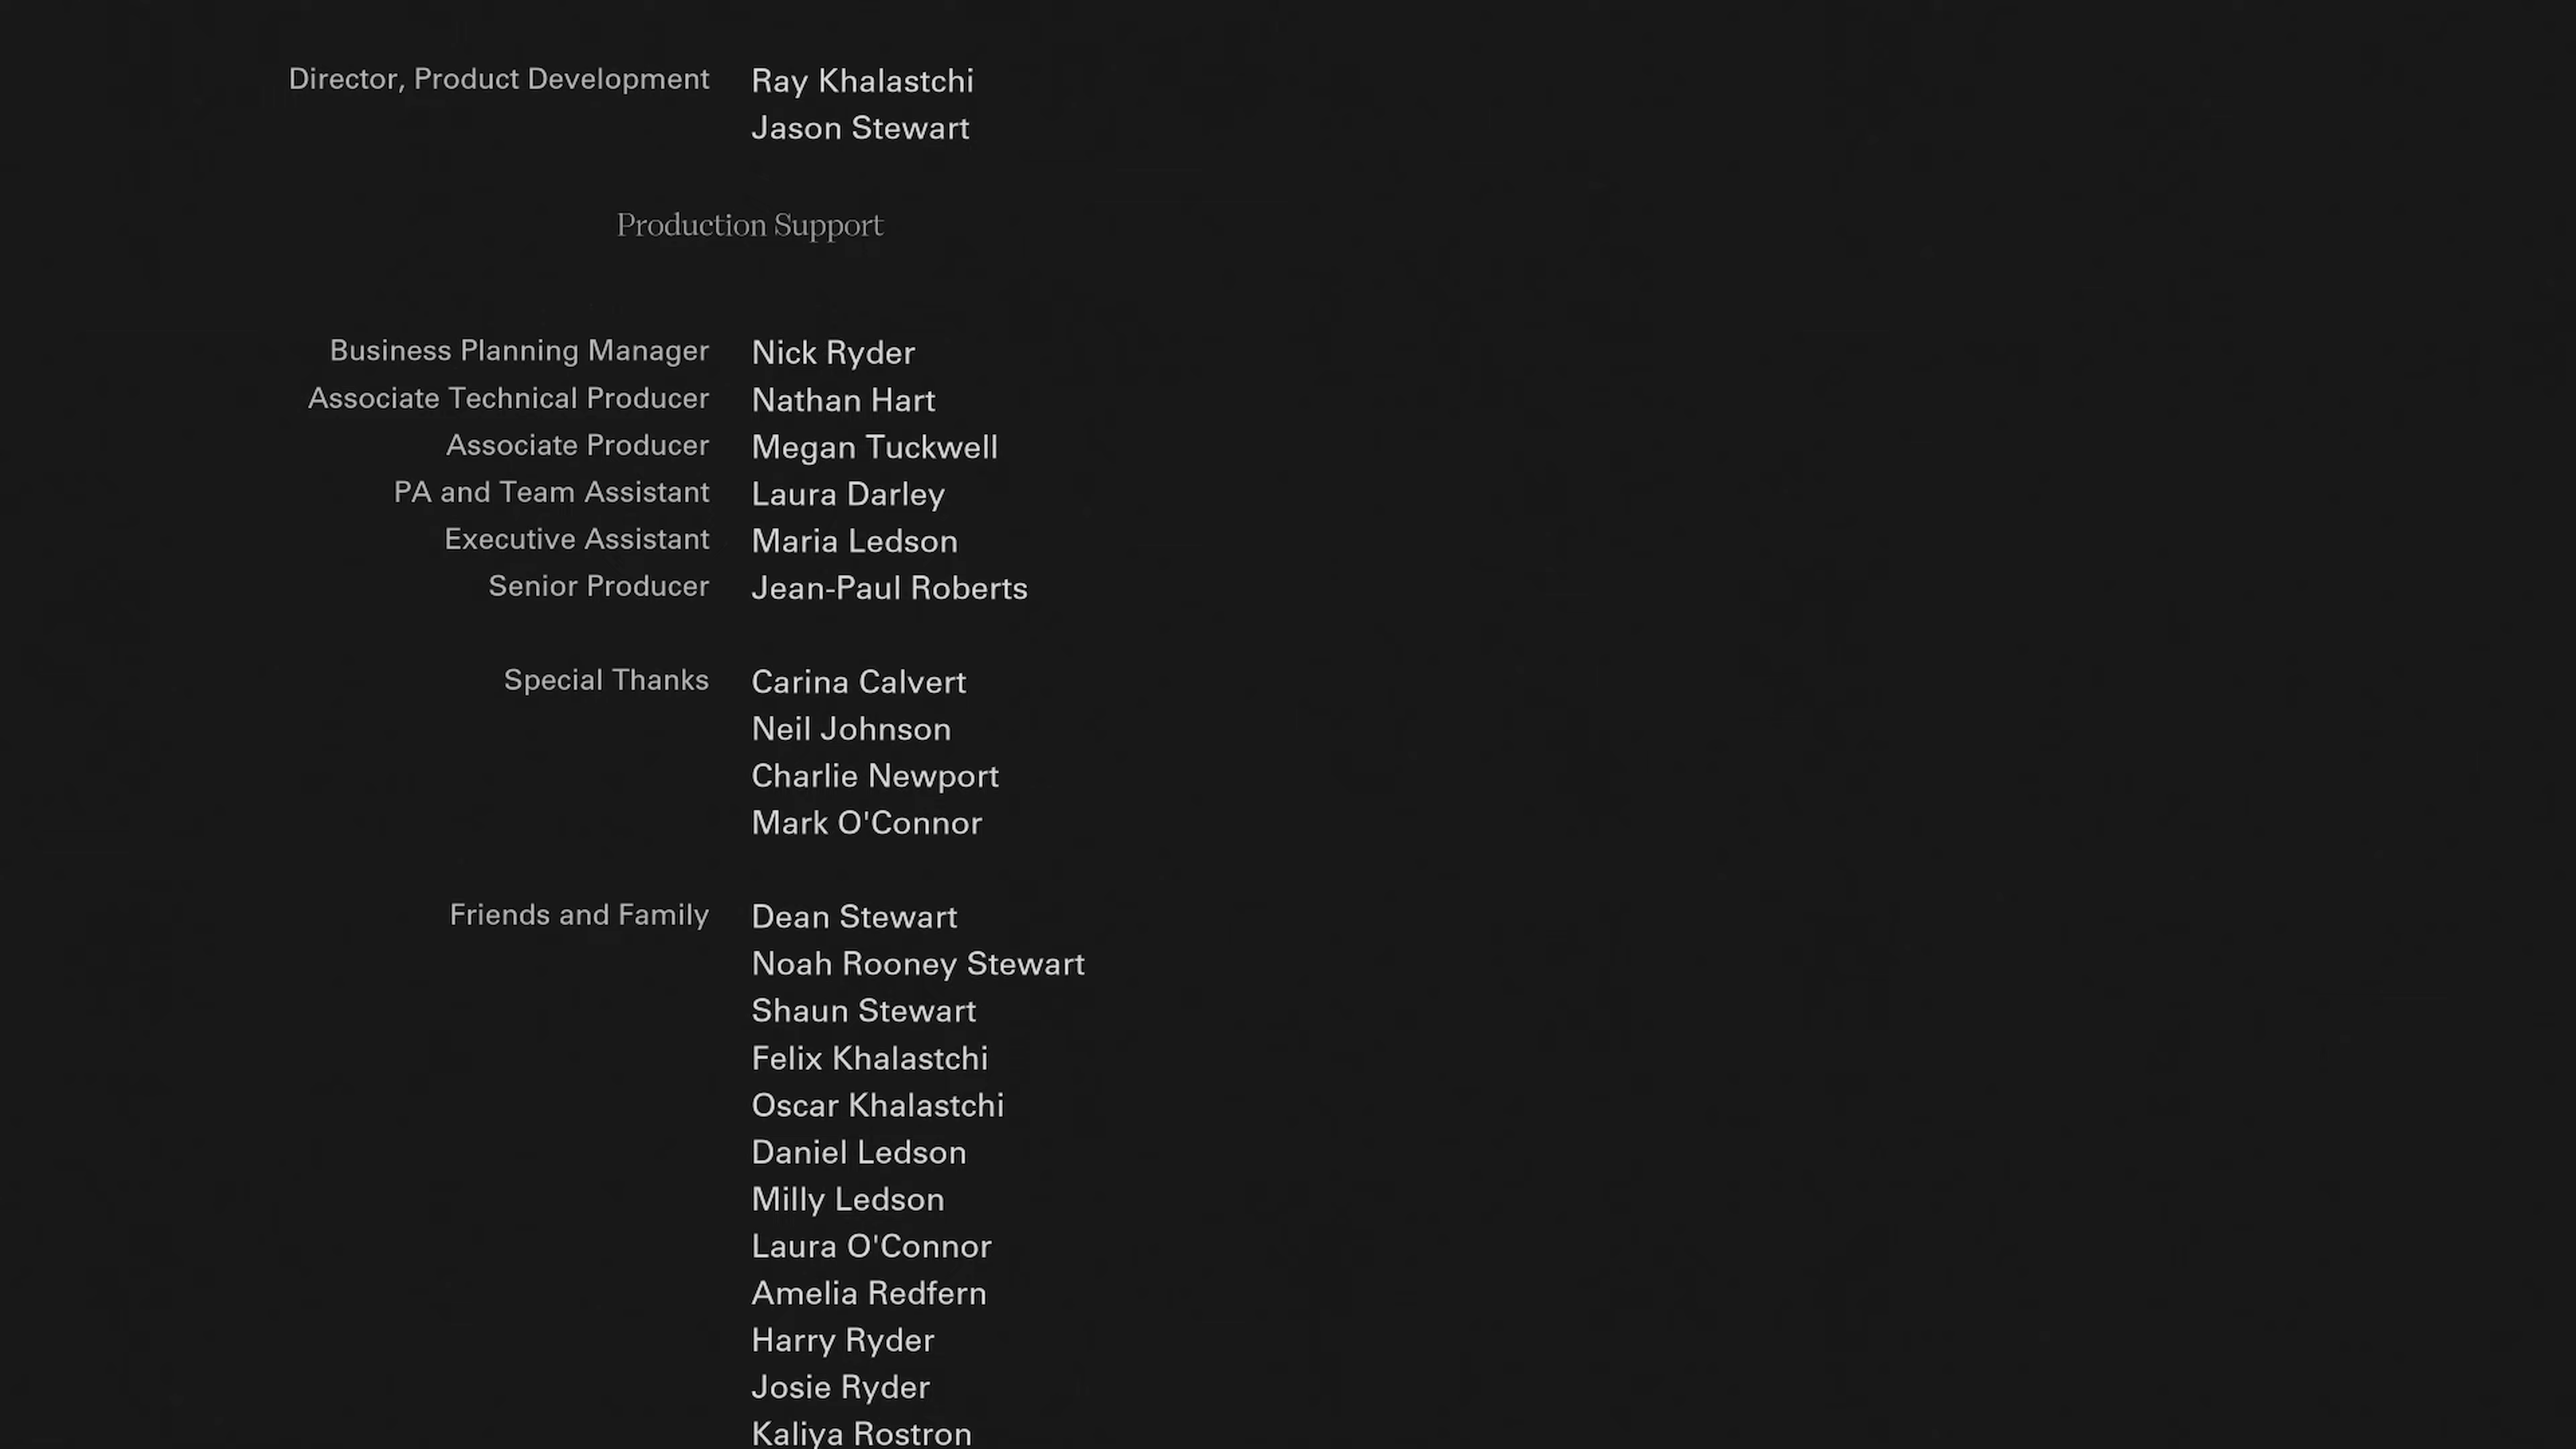 Director, Product Development Ray Khalastchi
Jason Stewart
Production Support
Business Planning Manager Nick Ryder
Associate Technical Producer Nathan Hart
Associate Producer Megan Tuckwell
PA and Team Assistant Laura Darley
Executive Assistant Maria Ledson
Senior Producer Jean-Paul Roberts
Special Thanks Carina Calvert
Neil Johnson
Charlie Newport
Mark O'Connor
Friends and Family Dean Stewart
Noah Rooney Stewart
Shaun Stewart
Felix Khalastchi
Oscar Khalastchi
Daniel Ledson
Milly Ledson
Laura O'Connor
Amelia Redfern
Harry Ryder
Josie Ryder
Kaliya Rostron